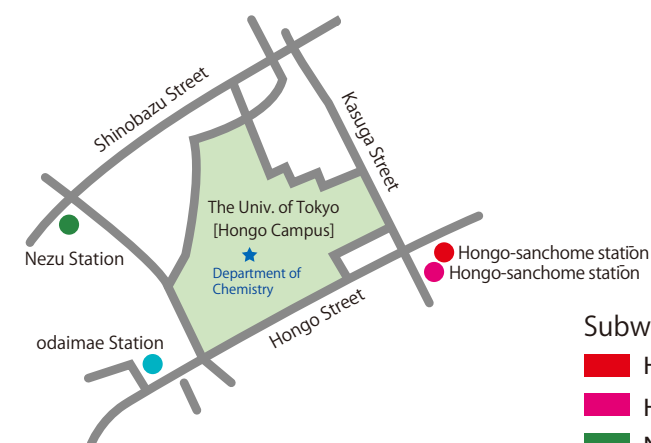 Shinobazu Street
Kasuga Street
The Univ. of Tokyo
[Hongo Campus]
Department of
Chemistry
Nezu Station
Hongo-sanchome station
Hongo-sanchome station
Hongo Street
odaimae Station
Subw
H
H
N